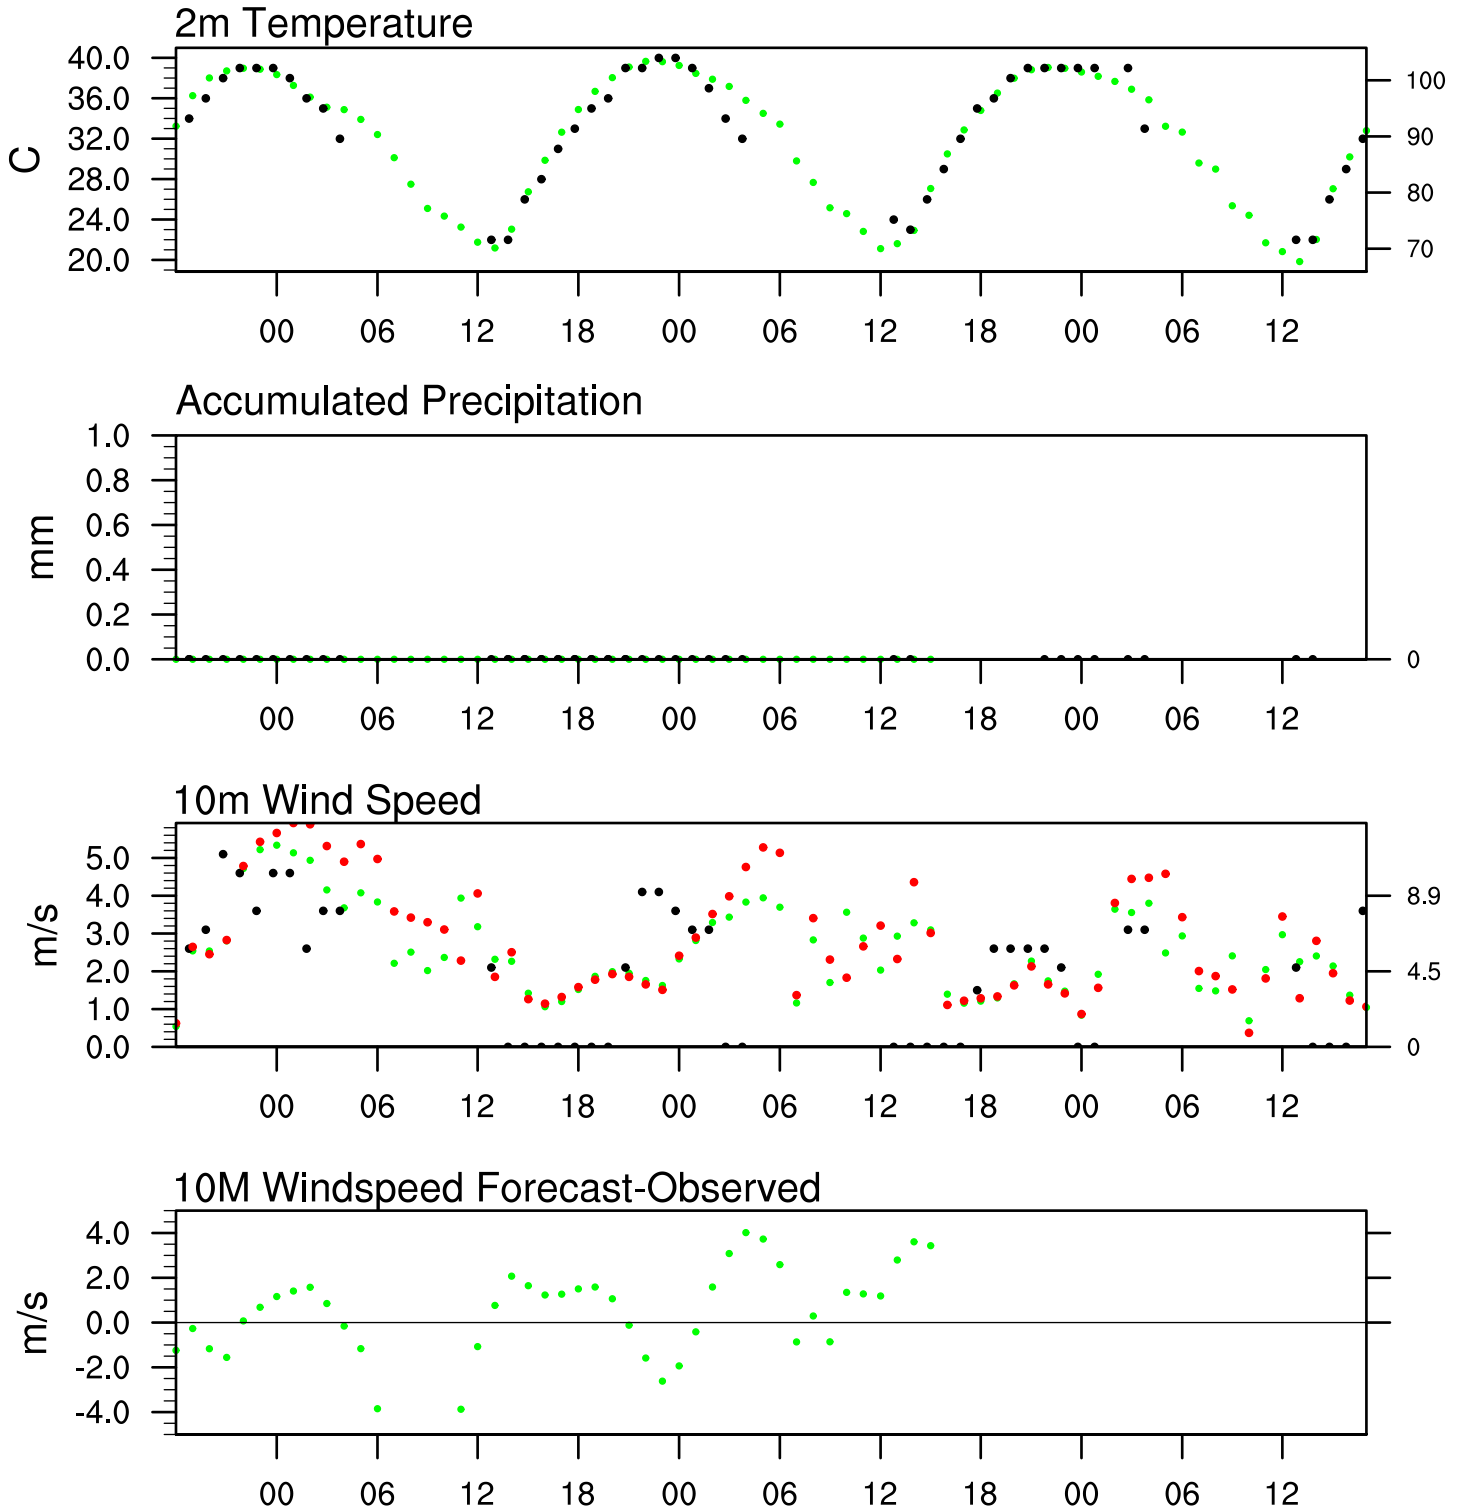 2m Temperature
40.0
36.0
32.0
28.0
24.0
20.0
C
100
90
80
70
00 06 12 18 00 06 12 18 00 06 12
Accumulated Precipitation
1.0
0.8
0.6
0.4
0.2
0.0
mm
0
00 06 12 18 00 06 12 18 00 06 12
10m Wind Speed
5.0
4.0
3.0
2.0
1.0
0.0
m/s
8.9
4.5
0
00 06 12 18 00 06 12 18 00 06 12
10M Windspeed Forecast-Observed
4.0
2.0
0.0
-2.0
-4.0
m/s
00 06 12 18 00 06 12 18 00 06 12